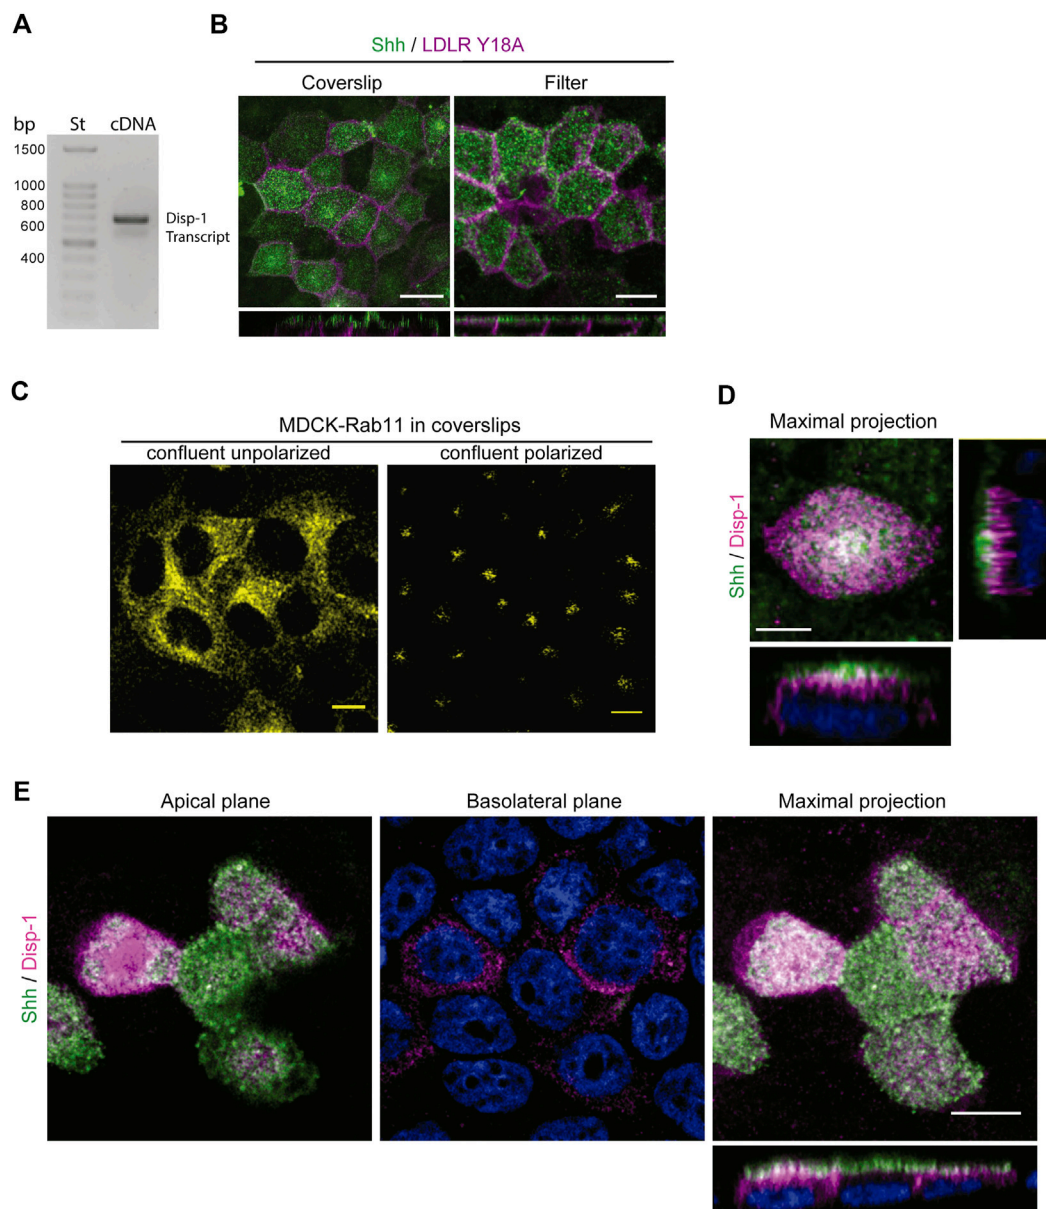 A
bp
St
cDNA
1500
1000
800
600
400
Disp-1
Transcript
B
Shh / LDLR Y18A
Coverslip
Filter
C
MDCK-Rab11 in coverslips
confluent unpolarized
confluent polarized
D
Maximal projection
Shh / Disp-1
E
Apical plane
Basolateral plane
Maximal projection
Shh / Disp-1